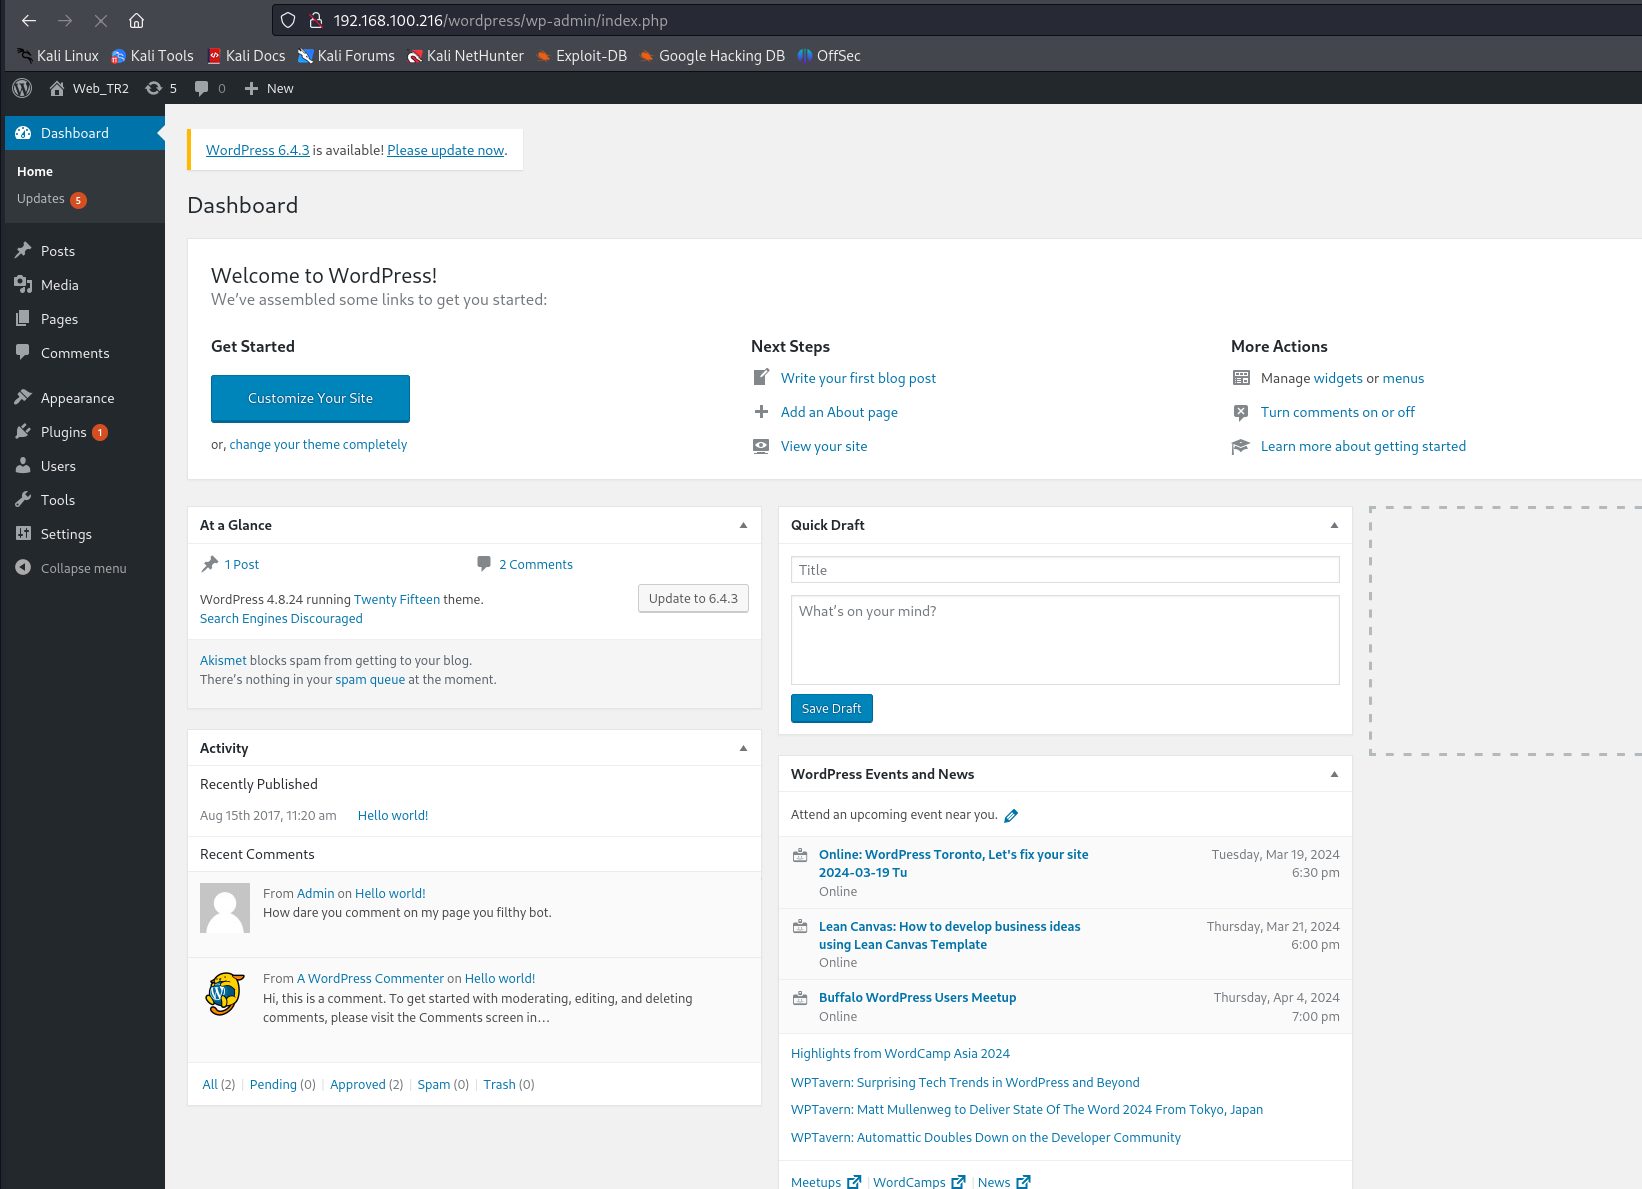 192.168.100.216/wordpress/wp-admin/index.php
Kali Linux Kali Tools Kali Docs Kali Forums Kali NetHunter Exploit-DB Google Hacking DB OffSec
Web_TR2 5 0 New
Dashboard
Home
Updates 5
Posts
Media
Pages
Comments
Appearance
Plugins 1
Users
Tools
Settings
Collapse menu
WordPress 6.4.3 is available! Please update now.
Dashboard
Welcome to WordPress!
We’ve assembled some links to get you started:
Get Started
Customize Your Site
or, change your theme completely
Next Steps
Write your first blog post
Add an About page
View your site
More Actions
Manage widgets or menus
Turn comments on or off
Learn more about getting started
At a Glance
1 Post 2 Comments
WordPress 4.8.24 running Twenty Fifteen theme.
Update to 6.4.3
Search Engines Discouraged
Akismet blocks spam from getting to your blog.
There’s nothing in your spam queue at the moment.
Activity
Recently Published
Aug 15th 2017, 11:20 am Hello world!
Recent Comments
From Admin on Hello world!
How dare you comment on my page you filthy bot.
From A WordPress Commenter on Hello world!
Hi, this is a comment. To get started with moderating, editing, and deleting
comments, please visit the Comments screen in…
All (2) | Pending (0) | Approved (2) | Spam (0) | Trash (0)
Quick Draft
Title
What’s on your mind?
Save Draft
WordPress Events and News
Attend an upcoming event near you.
Online: WordPress Toronto, Let's fix your site
2024-03-19 Tu
Online
Tuesday, Mar 19, 2024
6:30 pm
Lean Canvas: How to develop business ideas
using Lean Canvas Template
Online
Thursday, Mar 21, 2024
6:00 pm
Buffalo WordPress Users Meetup
Online
Thursday, Apr 4, 2024
7:00 pm
Highlights from WordCamp Asia 2024
WPTavern: Surprising Tech Trends in WordPress and Beyond
WPTavern: Matt Mullenweg to Deliver State Of The Word 2024 From Tokyo, Japan
WPTavern: Automattic Doubles Down on the Developer Community
Meetups | WordCamps | News